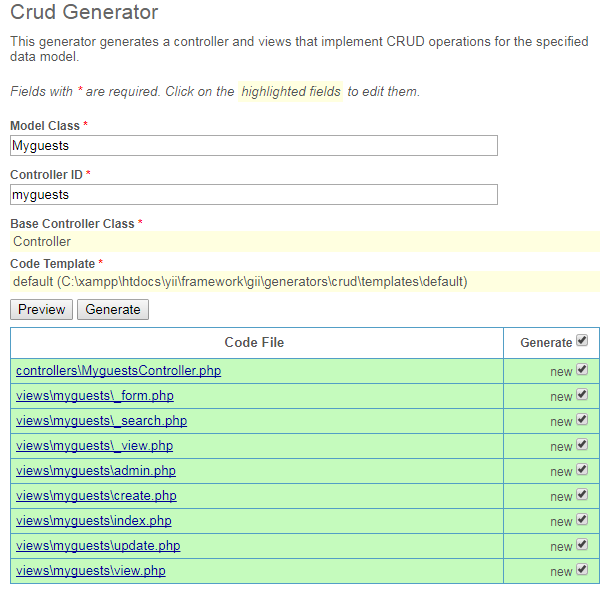 Crud Generator
This generator generates a controller and views that implement CRUD operations for the specified
data model.
Fields with * are required. Click on the highlighted fields to edit them.
Model Class *
Myguests
Controller ID *
myguests
Base Controller Class *
Controller
Code Template *
default (C:\xampp\htdocs\yii\framework\gii\generators\crud\templates\default)
Preview Generate
Code File Generate
controllers\MyguestsController.php new
views\myguests\_form.php new
views\myguests\_search.php new
views\myguests\_view.php new
views\myguests\admin.php new
views\myguests\create.php new
views\myguests\index.php new
views\myguests\update.php new
views\myguests\view.php new